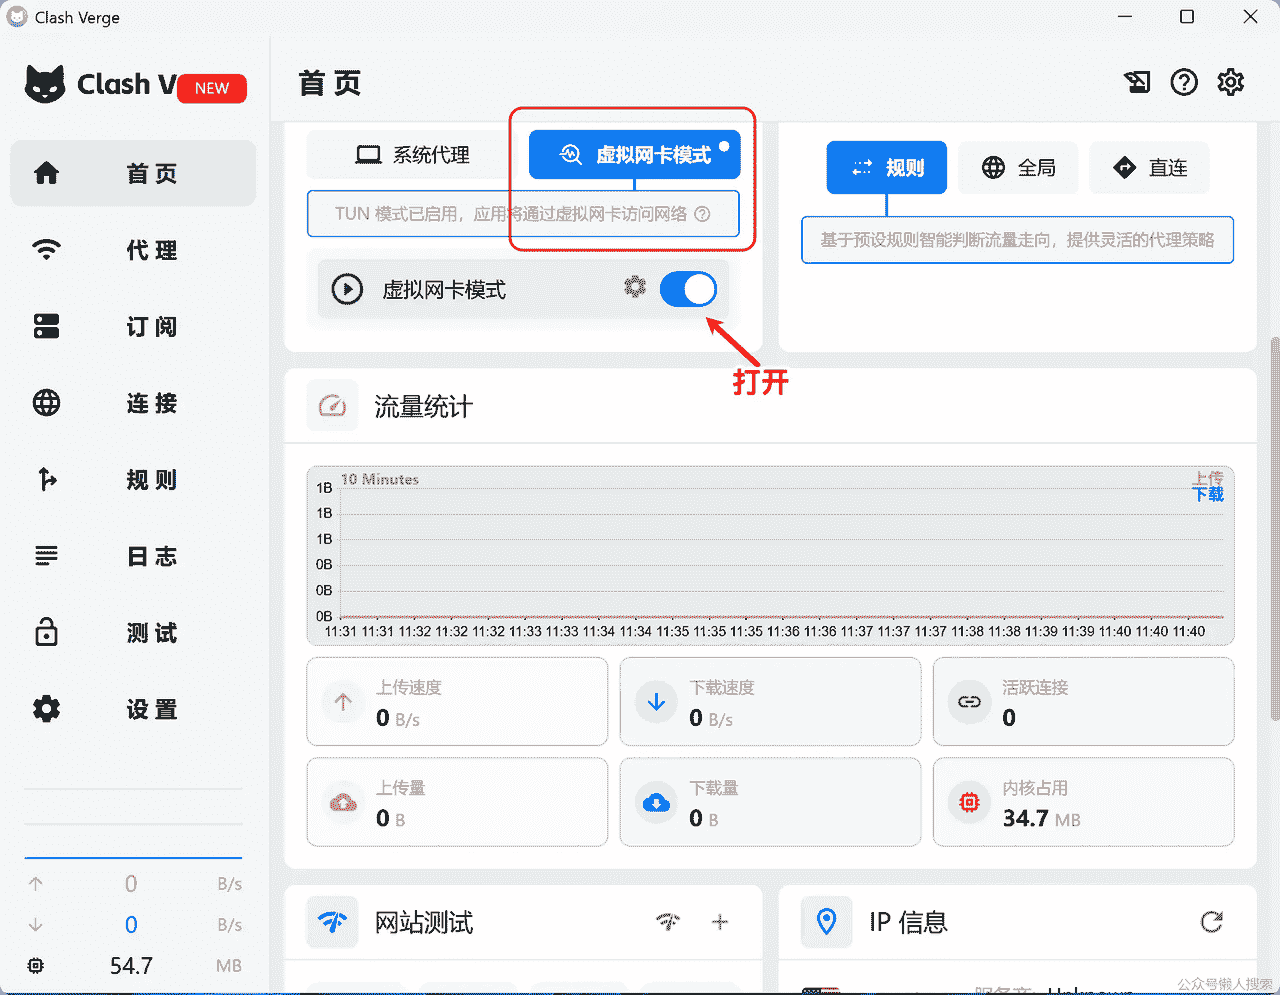 Clash Verge
Clash V
NEW
首页
首页
代理
订阅
连接
规则
日志
测试
设置
0 B/s
0 B/s
54.7 MB
系统代理
虚拟网卡模式
TUN 模式已启用，应用将通过虚拟网卡访问网络
虚拟网卡模式
打开
规则
全局
直连
基于预设规则智能判断流量走向，提供灵活的代理策略
流量统计
10 Minutes
上传
下载
1B
1B
1B
0B
0B
0B
11:31 11:31 11:32 11:32 11:32 11:33 11:33 11:34 11:34 11:35 11:35 11:35 11:36 11:36 11:37 11:37 11:37 11:38 11:38 11:39 11:39 11:40 11:40 11:40
上传速度
0 B/s
下载速度
0 B/s
活跃连接
0
上传量
0 B
下载量
0 B
内核占用
34.7 MB
网站测试
IP 信息
服务商: Unknown
公众号懒人搜索